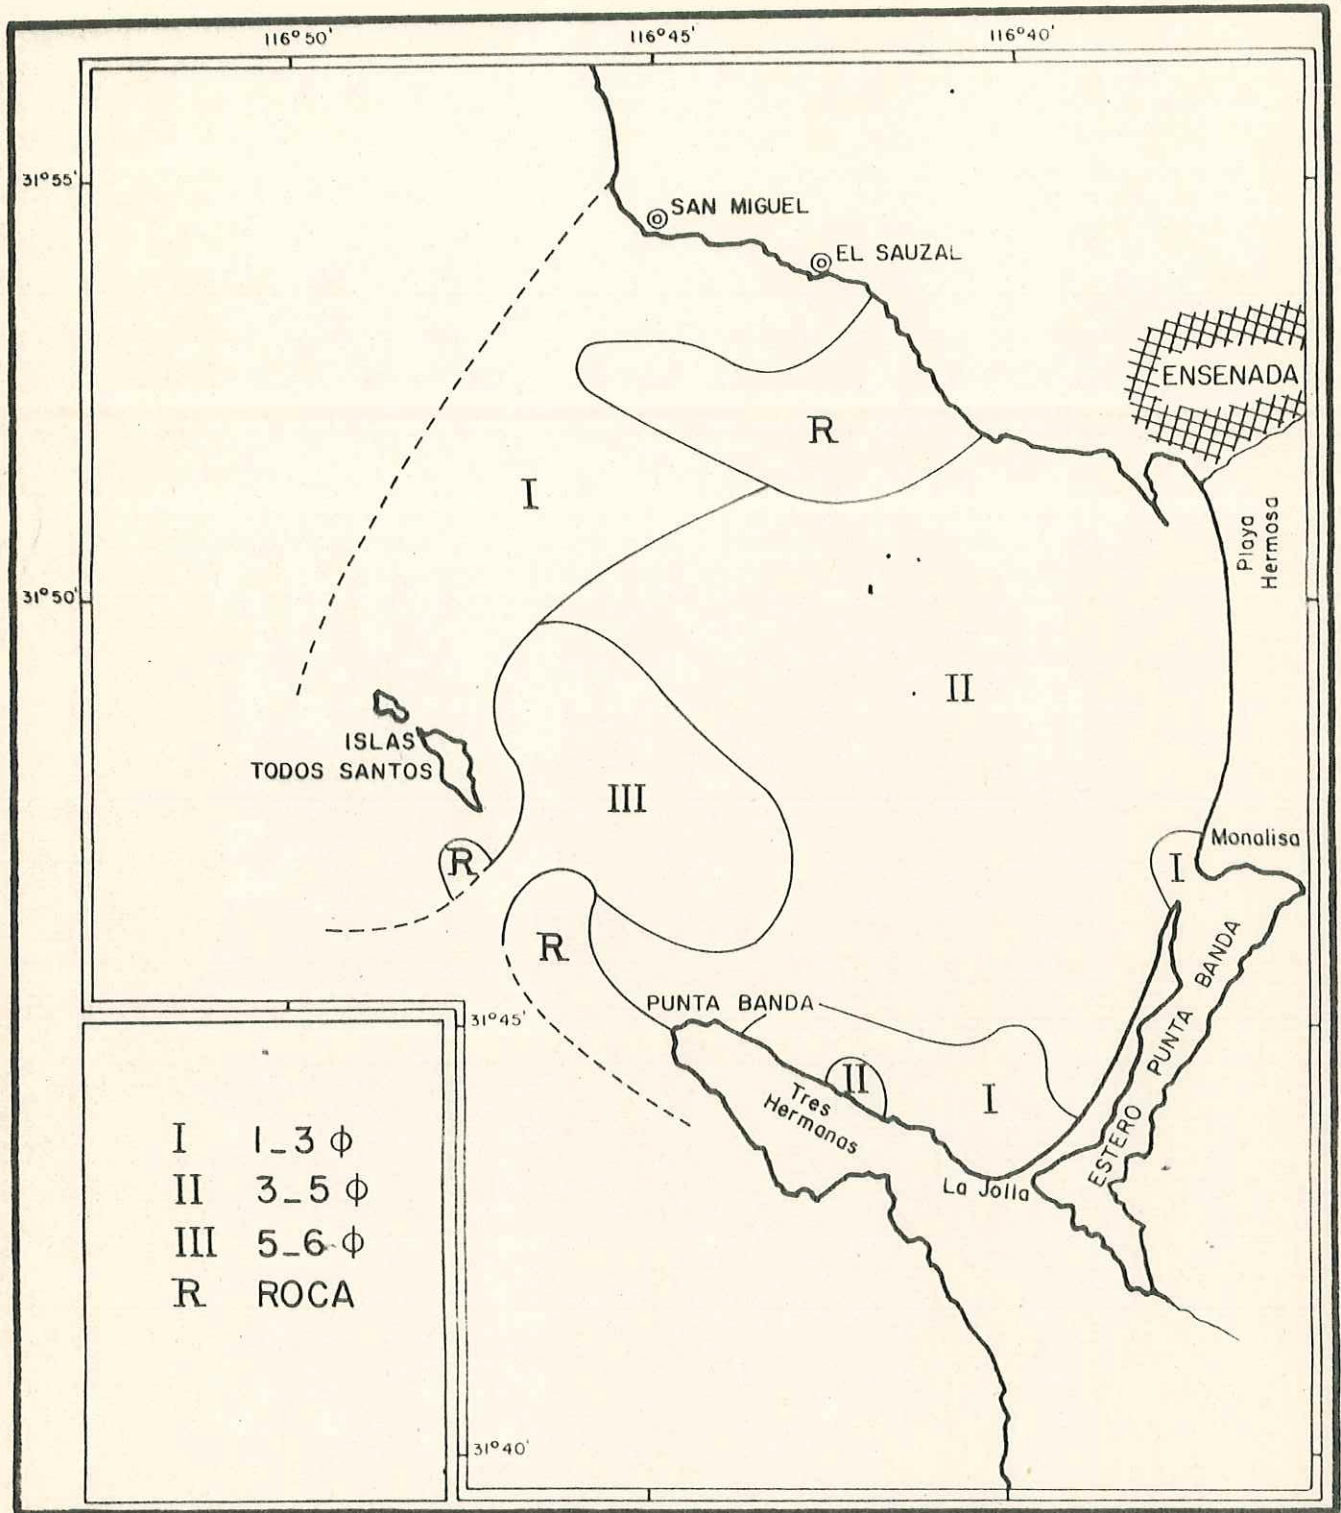 116°50'
116°45'
116°40'
31°55'
SAN MIGUEL
EL SAUZAL
ENSENADA
R
I
Playa
Hermosa
31°50'
II
ISLAS
TODOS SANTOS
III
Monalisa
R
I
R
ESTERO PUNTA BANDA
PUNTA BANDA
31°45'
II
I
Tres
Hermanas
La Jolla
I 1_3 ϕ
II 3_5 ϕ
III 5_6 ϕ
R ROCA
31°40'